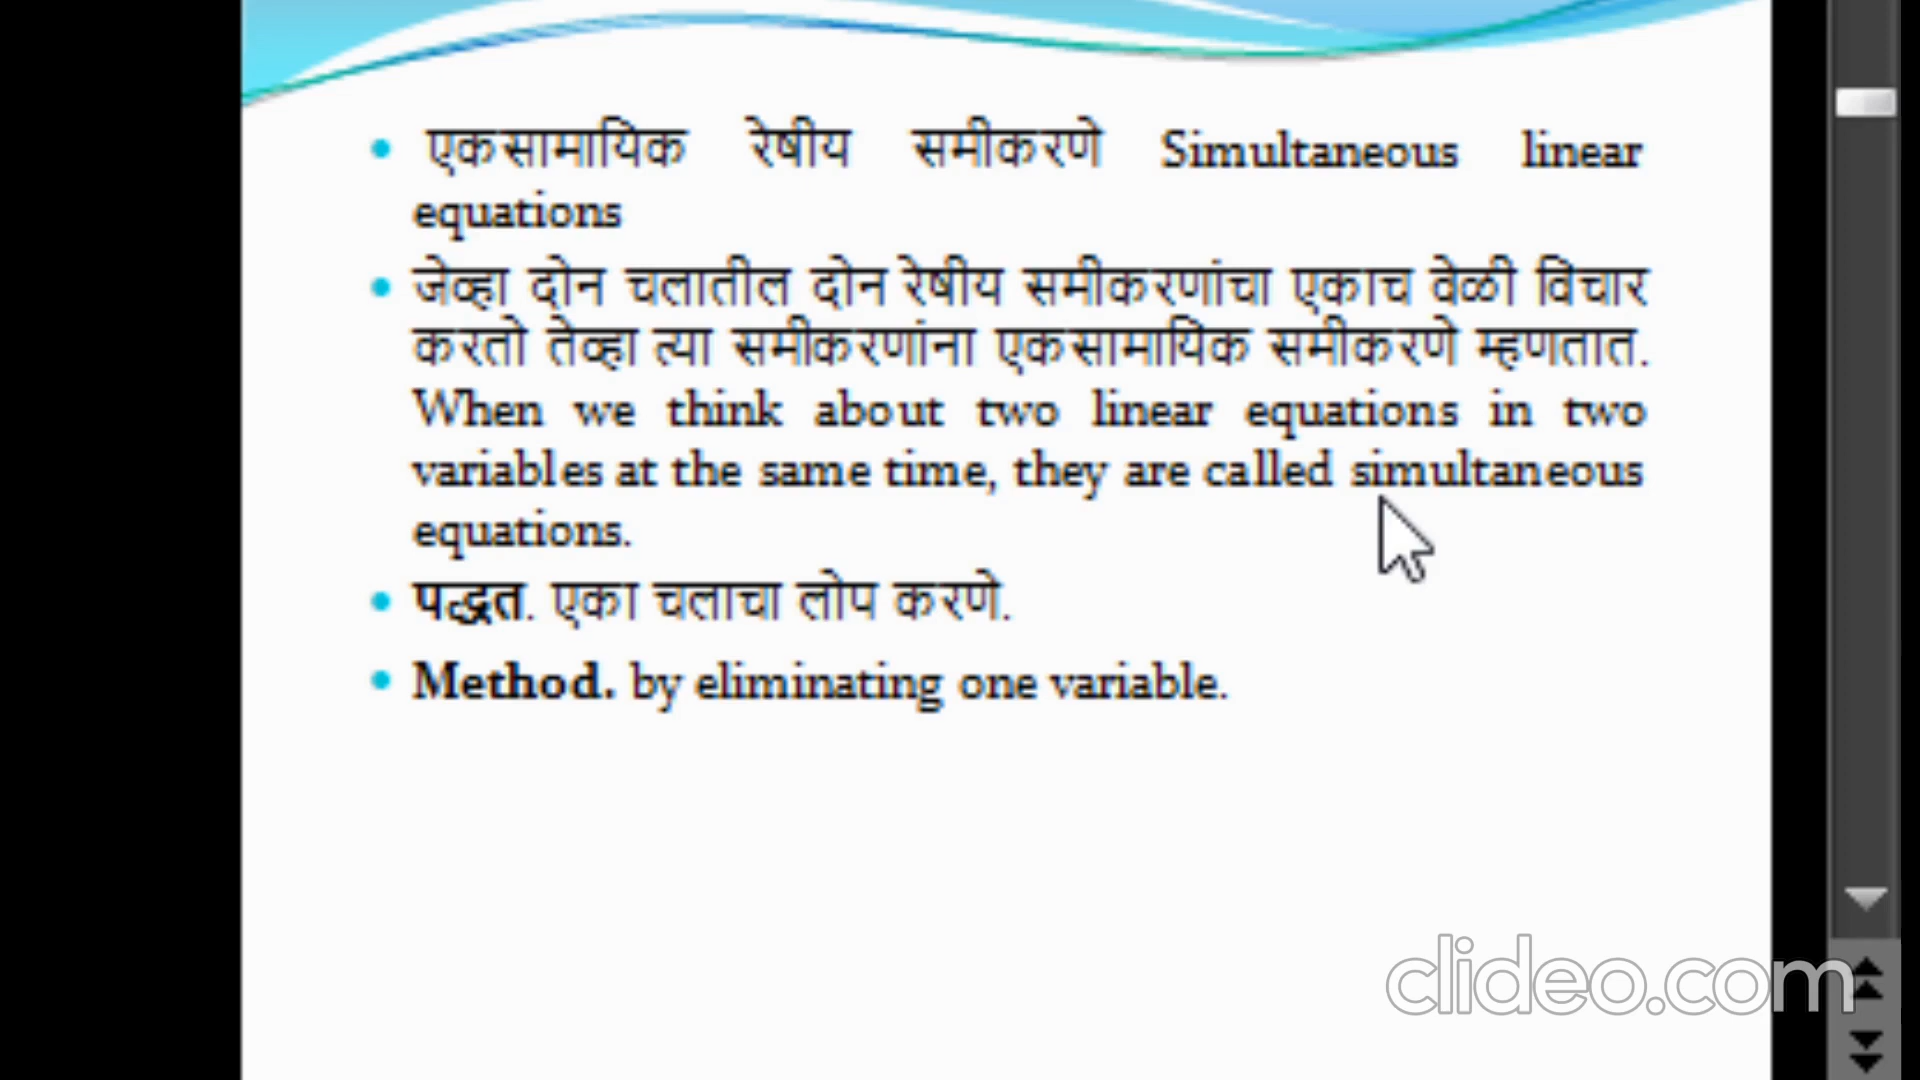 एकसामायिक रेषीय समीकरणे Simultaneous linear
equations
जेव्हा दोन चलातील दोन रेषीय समीकरणांचा एकाच वेळी विचार
करतो तेव्हा त्या समीकरणांना एकसामायिक समीकरणे म्हणतात.
When we think about two linear equations in two
variables at the same time, they are called simultaneous
equations.
पद्धत. एका चलाचा लोप करणे.
Method. by eliminating one variable.
clideo.com